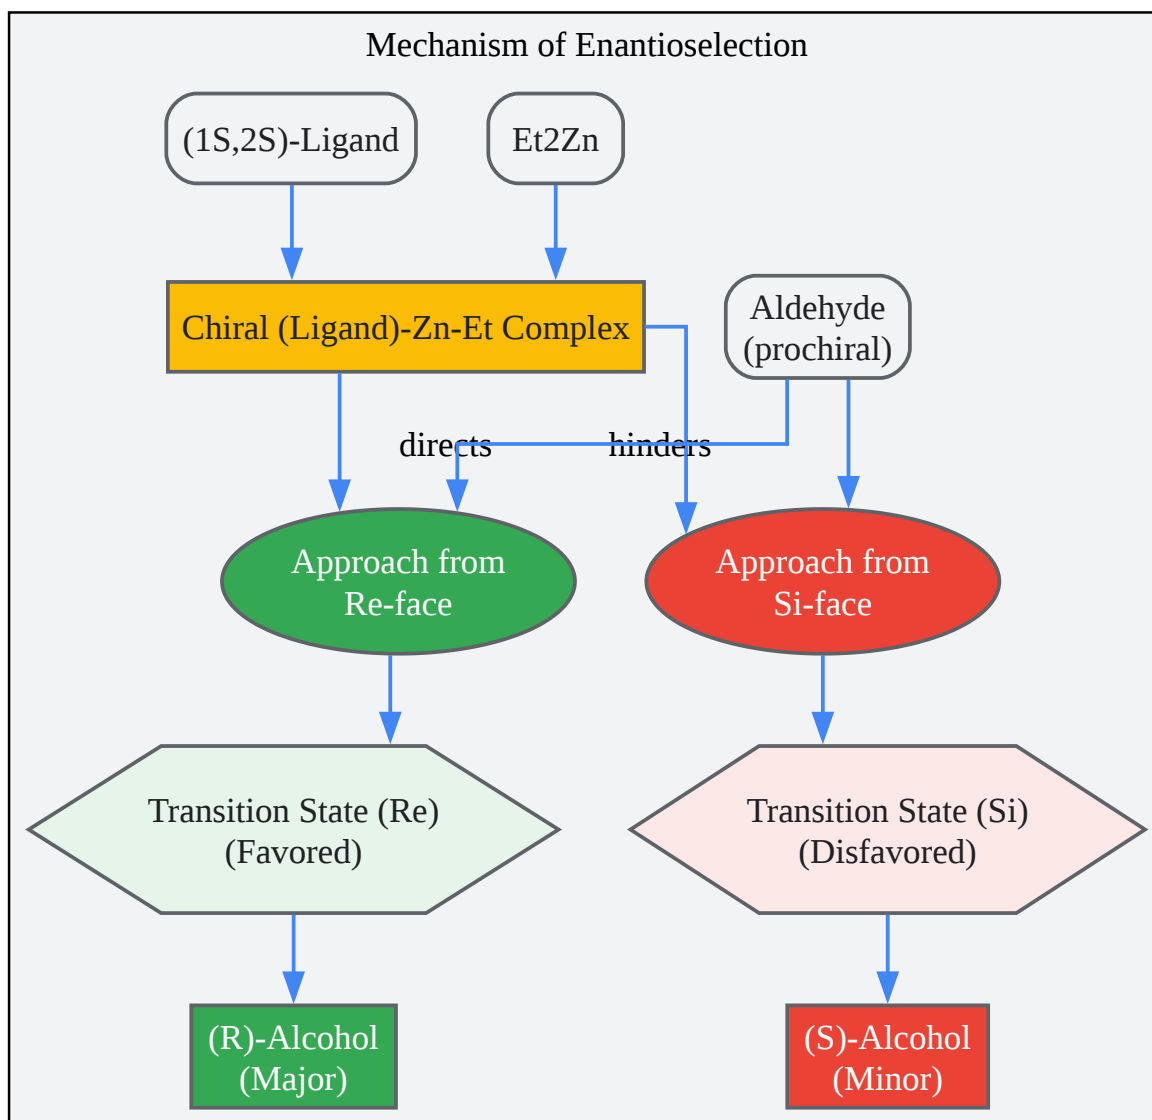 Mechanism of Enantioselection
(1S,2S)-Ligand
Et2Zn
Chiral (Ligand)-Zn-Et Complex
Aldehyde
(prochiral)
directs
hinders
Approach from
Re-face
Approach from
Si-face
Transition State (Re)
(Favored)
Transition State (Si)
(Disfavored)
(R)-Alcohol
(Major)
(S)-Alcohol
(Minor)